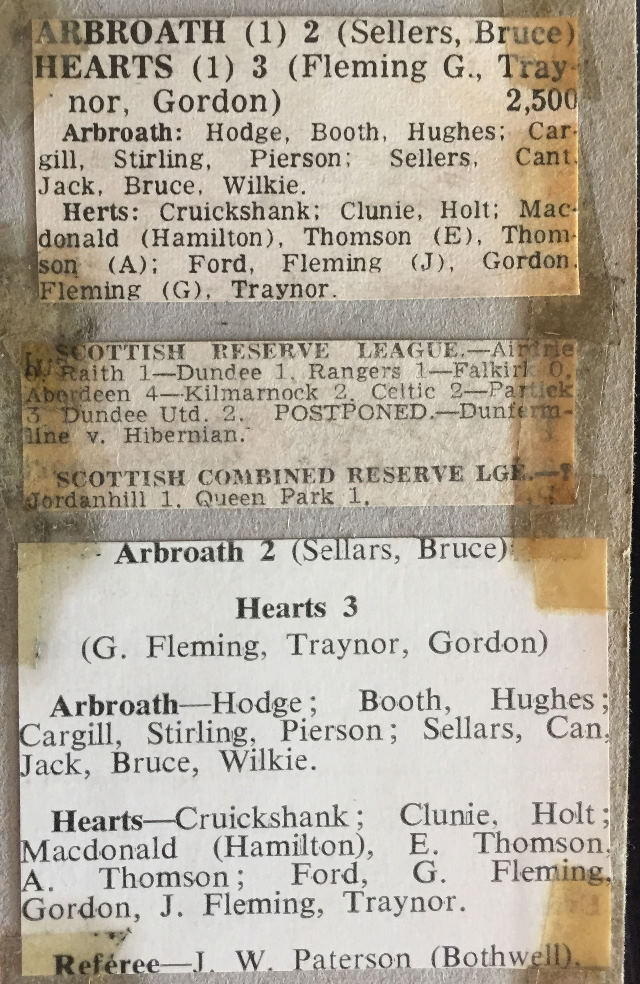 ARBROATH (1) 2 (Sellers, Bruce)
HEARTS (1) 3 (Fleming G., Tray-
nor, Gordon) 2,500
Arbroath: Hodge, Booth, Hughes; Car-
gill, Stirling, Pierson; Sellers, Cant,
Jack, Bruce, Wilkie.
Herts: Cruickshank; Clunie, Holt; Mac-
donald (Hamilton), Thomson (E), Thom-
son (A); Ford, Fleming (J), Gordon,
Fleming (G), Traynor.
SCOTTISH RESERVE LEAGUE.—Airdrie
Raith 1—Dundee 1, Rangers 1—Falkirk 0,
Aberdeen 4—Kilmarnock 2, Celtic 2—Partick
3 Dundee Utd. 2. POSTPONED.—Dunferm-
line v. Hibernian.
SCOTTISH COMBINED RESERVE LGE.—
Jordanhill 1, Queen Park 1,
Arbroath 2 (Sellars, Bruce)
Hearts 3
(G. Fleming, Traynor, Gordon)
Arbroath—Hodge; Booth, Hughes;
Cargill, Stirling, Pierson; Sellars, Can,
Jack, Bruce, Wilkie.
Hearts—Cruickshank; Clunie, Holt;
Macdonald (Hamilton), E. Thomson,
A. Thomson; Ford, G. Fleming,
Gordon, J. Fleming, Traynor.
Referee—J. W. Paterson (Bothwell).